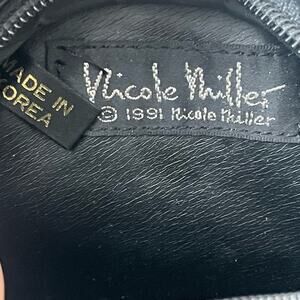 Nicole Miller
© 1991 Nicole Miller
MADE IN
KOREA